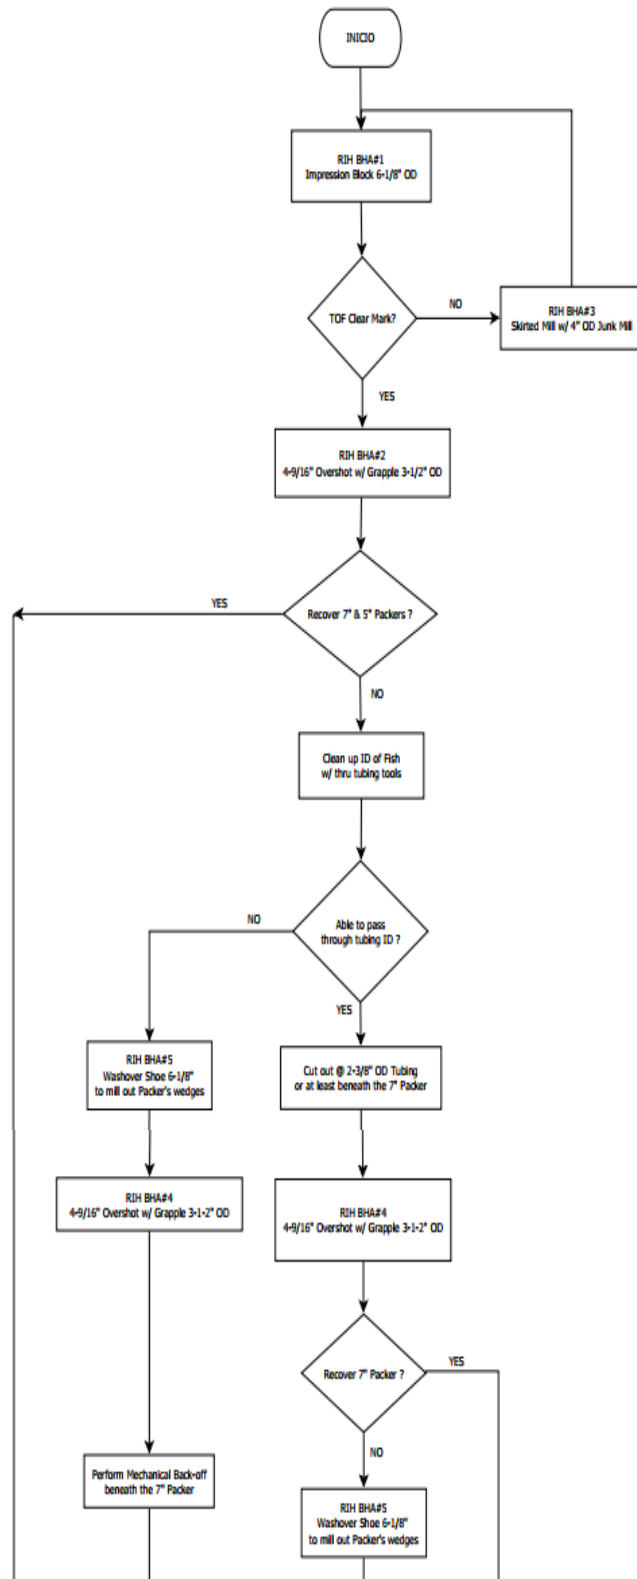 INICIO
RIH BHA#1
Impression Block 6-1/8" OD
TOF Clear Mark?
NO
RIH BHA#3
Skirted Mill w/ 4" OD Junk Mill
YES
RIH BHA#2
4-9/16" Overshot w/ Grapple 3-1/2" OD
YES
Recover 7" & 5" Packers ?
NO
Clean up ID of Fish
w/ thru tubing tools
NO
Able to pass
through tubing ID ?
YES
RIH BHA#5
Washover Shoe 6-1/8"
to mill out Packer's wedges
Cut out @ 2-3/8" OD Tubing
or at least beneath the 7" Packer
RIH BHA#4
4-9/16" Overshot w/ Grapple 3-1-2" OD
RIH BHA#4
4-9/16" Overshot w/ Grapple 3-1-2" OD
Recover 7" Packer ?
YES
NO
Perform Mechanical Back-off
beneath the 7" Packer
RIH BHA#5
Washover Shoe 6-1/8"
to mill out Packer's wedges